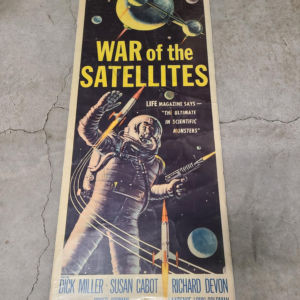 WAR of the
SATELLITES
LIFE MAGAZINE SAYS—
"THE ULTIMATE
IN SCIENTIFIC
MONSTERS"
DICK MILLER · SUSAN CABOT · RICHARD DEVON